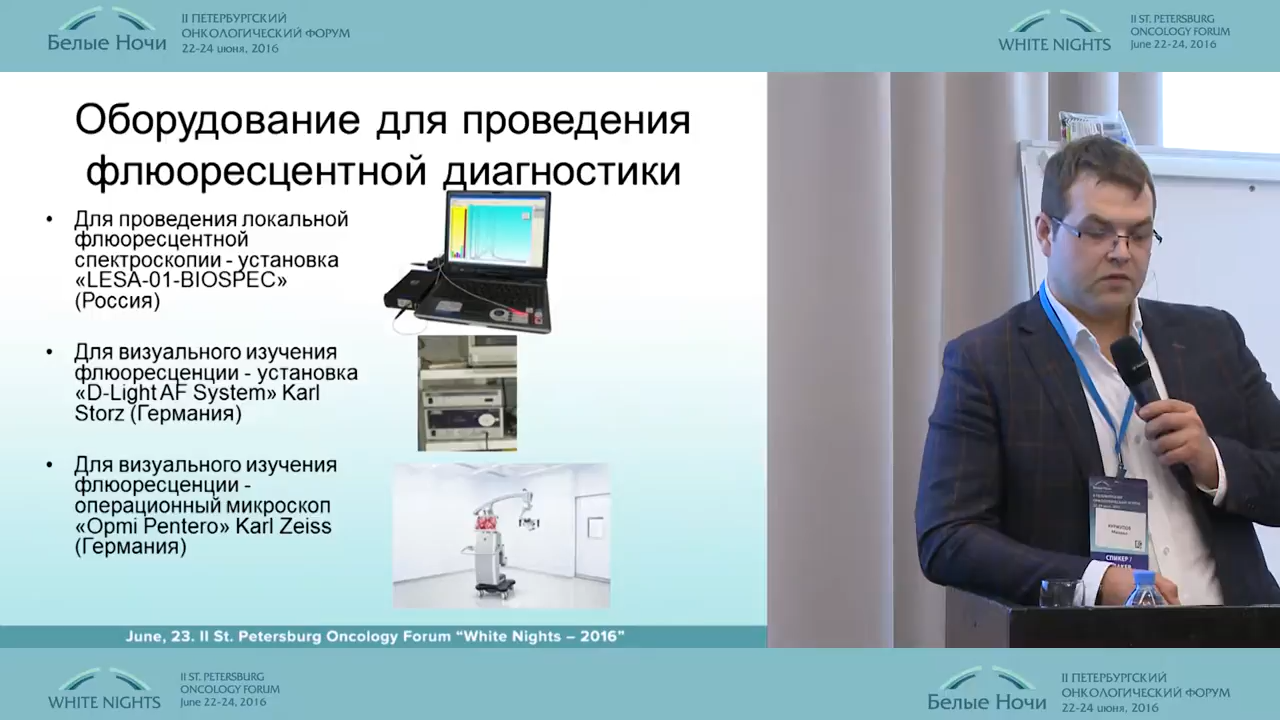 Белые Ночи
II ПЕТЕРБУРГСКИЙ
ОНКОЛОГИЧЕСКИЙ ФОРУМ
22-24 июня, 2016
WHITE NIGHTS
II ST. PETERSBURG
ONCOLOGY FORUM
June 22-24, 2016
Оборудование для проведения
флюоресцентной диагностики
• Для проведения локальной
флюоресцентной
спектроскопии - установка
«LESA-01-BIOSPEC»
(Россия)
• Для визуального изучения
флюоресценции - установка
«D-Light AF System» Karl
Storz (Германия)
• Для визуального изучения
флюоресценции -
операционный микроскоп
«Opmi Pentero» Karl Zeiss
(Германия)
СПИКЕР /
June, 23. II St. Petersburg Oncology Forum “White Nights – 2016”
WHITE NIGHTS
II ST. PETERSBURG
ONCOLOGY FORUM
June 22-24, 2016
Белые Ночи
II ПЕТЕРБУРГСКИЙ
ОНКОЛОГИЧЕСКИЙ ФОРУМ
22-24 июня, 2016